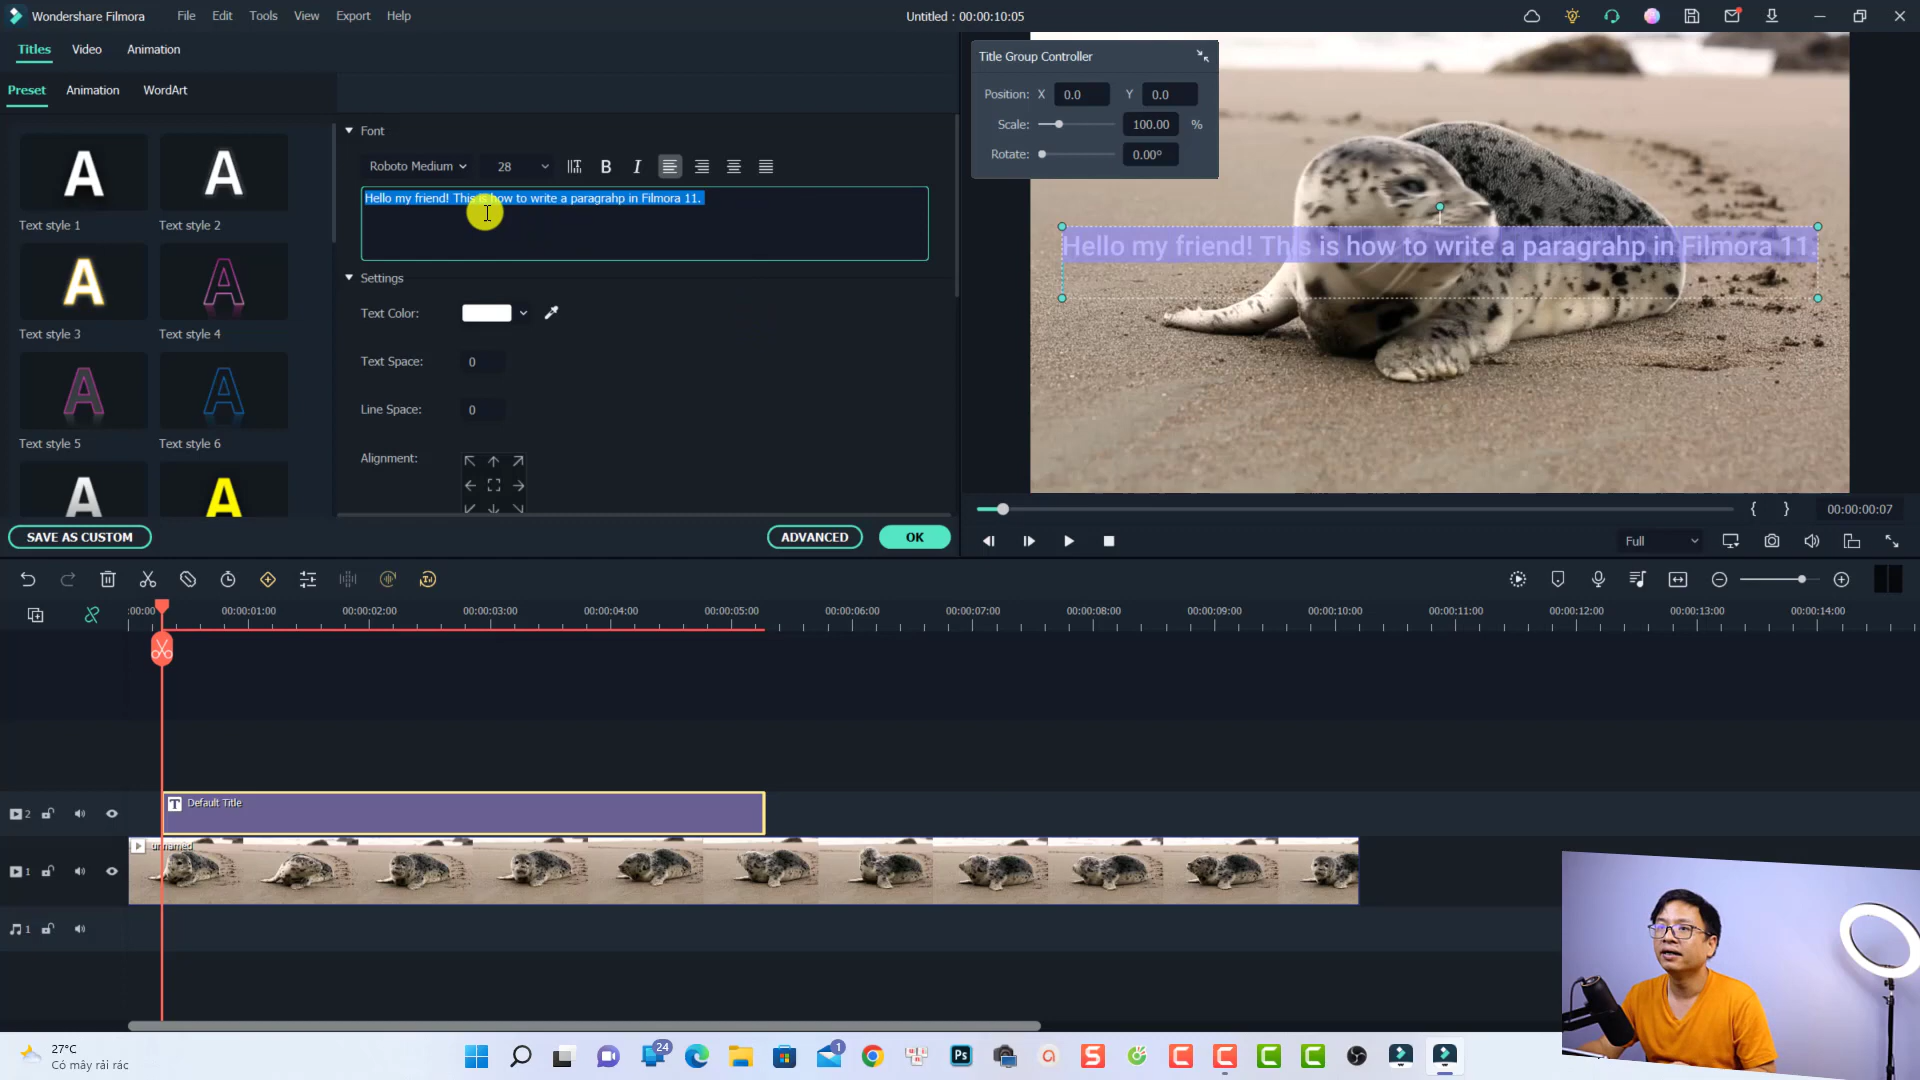 Wondershare Filmora File Edit Tools View Export Help Untitled : 00:00:10:05
Titles Video Animation
Title Group Controller
Preset Animation WordArt
Position: X 0.0 Y 0.0
Scale: 100.00 %
Rotate: 0.00°
Font
Roboto Medium 28 B I
Hello my friend! This is how to write a paragrahp in Filmora 11.
Text style 1 Text style 2
Hello my friend! This is how to write a paragrahp in Filmora 11.
Settings
Text Color:
Text style 3 Text style 4
Text Space: 0
Line Space: 0
Text style 5 Text style 6
Alignment:
SAVE AS CUSTOM ADVANCED OK
00:00:00:07
Full
:00:00 00:00:01:00 00:00:02:00 00:00:03:00 00:00:04:00 00:00:05:00 00:00:06:00 00:00:07:00 00:00:08:00 00:00:09:00 00:00:10:00 00:00:11:00 00:00:12:00 00:00:13:00 00:00:14:00
2 T Default Title
unnamed
1
1
27°C
Có mây rải rác
24 1 Ps S